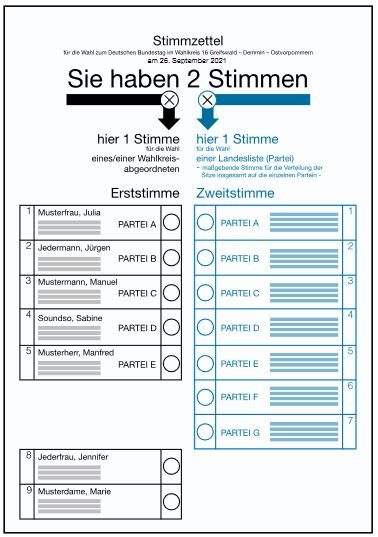 Stimmzettel
für die Wahl zum Deutschen Bundestag im Wahlkreis 16 Greifswald – Demmin – Ostvorpommern
am 26. September 2021
Sie haben 2 Stimmen
hier 1 Stimme
für die Wahl
eines/einer Wahlkreis-
abgeordneten
hier 1 Stimme
für die Wahl
einer Landesliste (Partei)
– maßgebende Stimme für die Verteilung der
Sitze insgesamt auf die einzelnen Partein -
Erststimme
1 Musterfrau, Julia PARTEI A
2 Jedermann, Jürgen PARTEI B
3 Mustermann, Manuel PARTEI C
4 Soundso, Sabine PARTEI D
5 Musterherr, Manfred PARTEI E
8 Jederfrau, Jennifer
9 Musterdame, Marie
Zweitstimme
PARTEI A 1
PARTEI B 2
PARTEI C 3
PARTEI D 4
PARTEI E 5
PARTEI F 6
PARTEI G 7